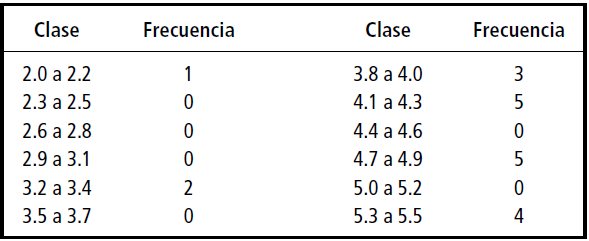 Clase Frecuencia Clase Frecuencia
2.0 a 2.2 1 3.8 a 4.0 3
2.3 a 2.5 0 4.1 a 4.3 5
2.6 a 2.8 0 4.4 a 4.6 0
2.9 a 3.1 0 4.7 a 4.9 5
3.2 a 3.4 2 5.0 a 5.2 0
3.5 a 3.7 0 5.3 a 5.5 4